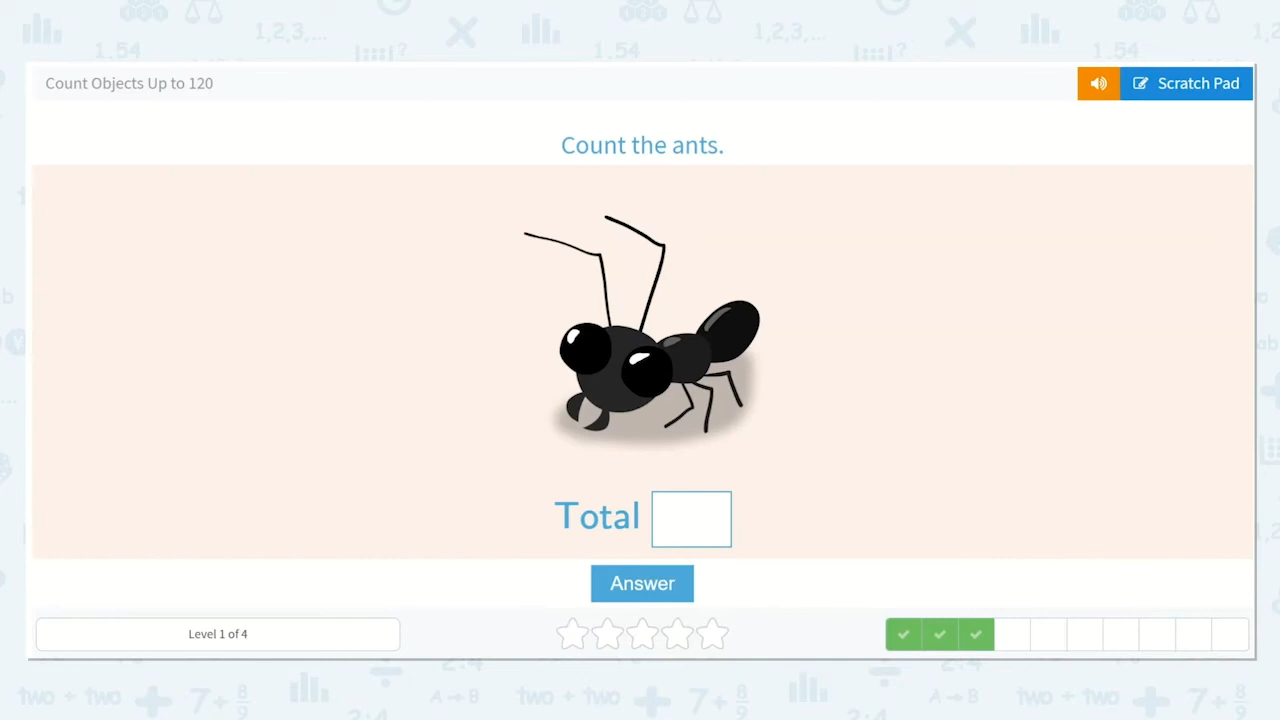 Count Objects Up to 120
Scratch Pad
Count the ants.
Total
Answer
Level 1 of 4